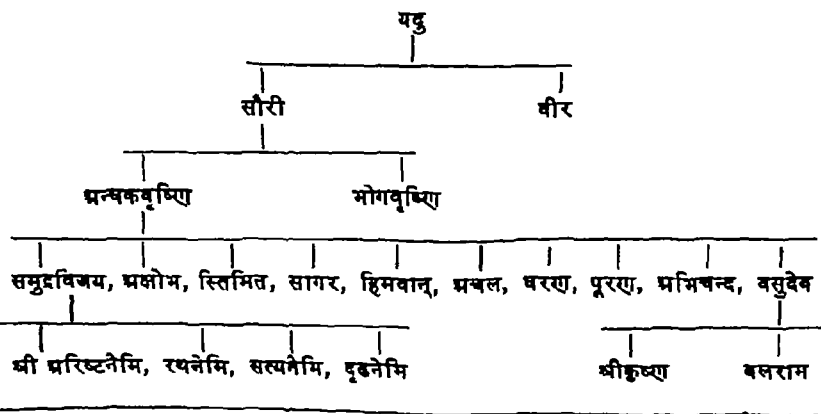 यदु
सौरी वीर
अन्धकवृष्णि भोगवृष्णि
समुद्रविजय, अक्षोभ, स्तिमित, सागर, हिमवान्, अचल, धरण, पूरण, अभिचन्द, वसुदेव
श्री अरिष्टनेमि, रथनेमि, सत्यनेमि, दृढनेमि श्रीकृष्ण बलराम